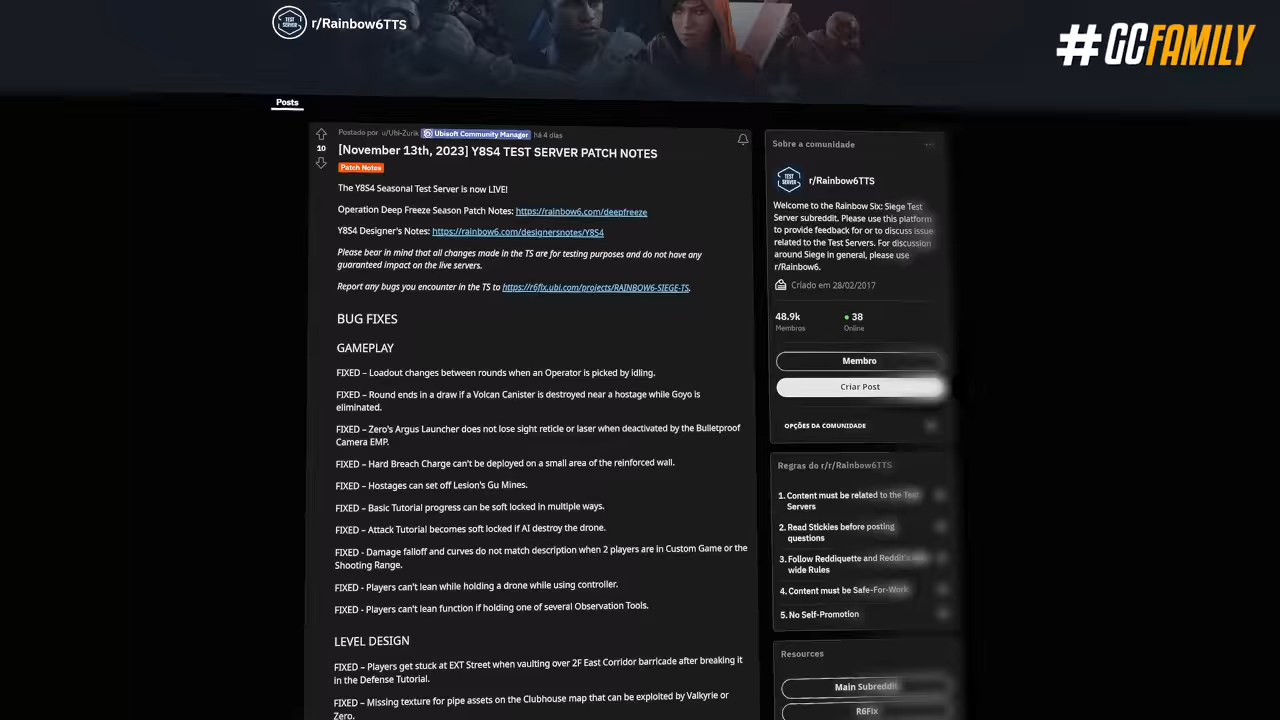 TEST
SERVER
r/Rainbow6TTS
#GCFAMILY
Posts
Postado por u/Ubi-Zurik Ubisoft Community Manager há 4 dias
10
[November 13th, 2023] Y8S4 TEST SERVER PATCH NOTES
Patch Notes
The Y8S4 Seasonal Test Server is now LIVE!
Operation Deep Freeze Season Patch Notes: https://rainbow6.com/deepfreeze
Y8S4 Designer's Notes: https://rainbow6.com/designersnotes/Y8S4
Please bear in mind that all changes made in the TS are for testing purposes and do not have any
guaranteed impact on the live servers.
Report any bugs you encounter in the TS to https://r6fix.ubi.com/projects/RAINBOW6-SIEGE-TS.
BUG FIXES
GAMEPLAY
FIXED – Loadout changes between rounds when an Operator is picked by idling.
FIXED – Round ends in a draw if a Volcan Canister is destroyed near a hostage while Goyo is
eliminated.
FIXED – Zero's Argus Launcher does not lose sight reticle or laser when deactivated by the Bulletproof
Camera EMP.
FIXED – Hard Breach Charge can't be deployed on a small area of the reinforced wall.
FIXED – Hostages can set off Lesion's Gu Mines.
FIXED – Basic Tutorial progress can be soft locked in multiple ways.
FIXED – Attack Tutorial becomes soft locked if AI destroy the drone.
FIXED - Damage falloff and curves do not match description when 2 players are in Custom Game or the
Shooting Range.
FIXED - Players can't lean while holding a drone while using controller.
FIXED - Players can't lean function if holding one of several Observation Tools.
LEVEL DESIGN
FIXED – Players get stuck at EXT Street when vaulting over 2F East Corridor barricade after breaking it
in the Defense Tutorial.
FIXED – Missing texture for pipe assets on the Clubhouse map that can be exploited by Valkyrie or
Zero.
Sobre a comunidade
TEST
SERVER
r/Rainbow6TTS
Welcome to the Rainbow Six: Siege Test
Server subreddit. Please use this platform
to provide feedback for or to discuss issue
related to the Test Servers. For discussion
around Siege in general, please use
r/Rainbow6.
Criado em 28/02/2017
48.9k 38
Membros Online
Membro
Criar Post
OPÇÕES DA COMUNIDADE
Regras do r/r/Rainbow6TTS
1. Content must be related to the Test
Servers
2. Read Stickies before posting
questions
3. Follow Rediquette and Reddit's
wide Rules
4. Content must be Safe-For-Work
5. No Self-Promotion
Resources
Main Subreddit
R6Fix